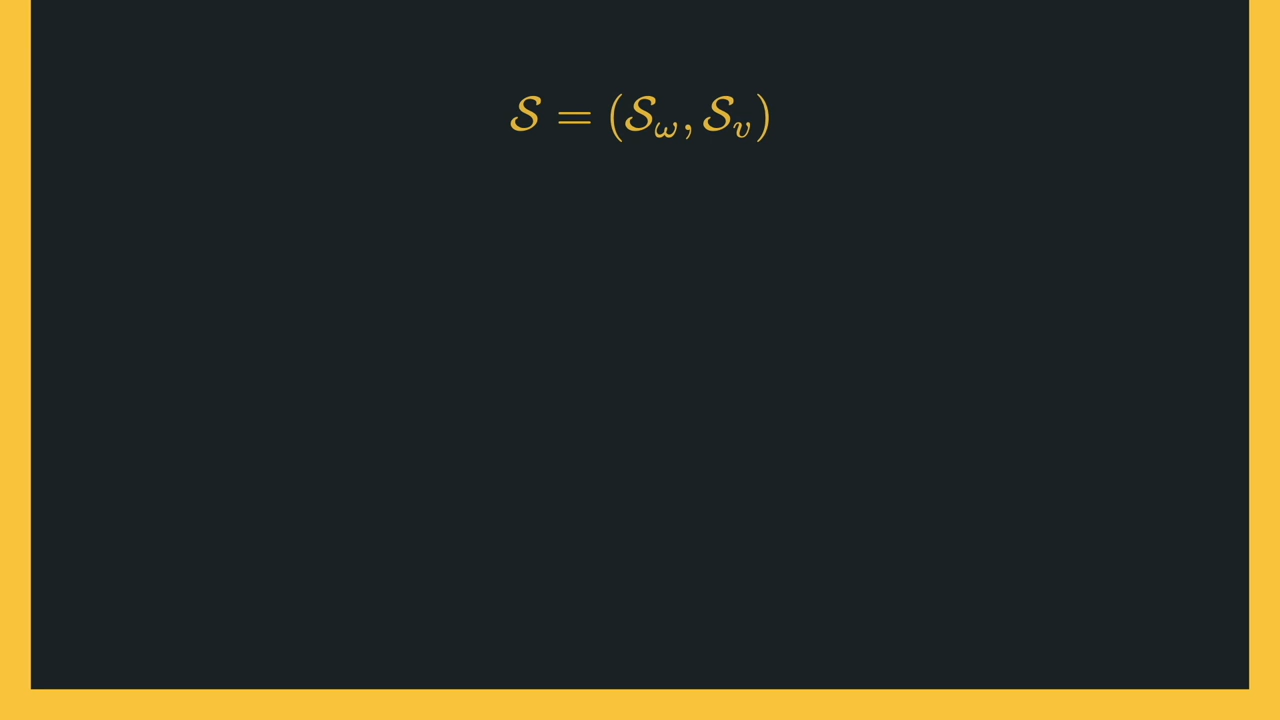 𝒮 = (𝒮_ω, 𝒮_v)